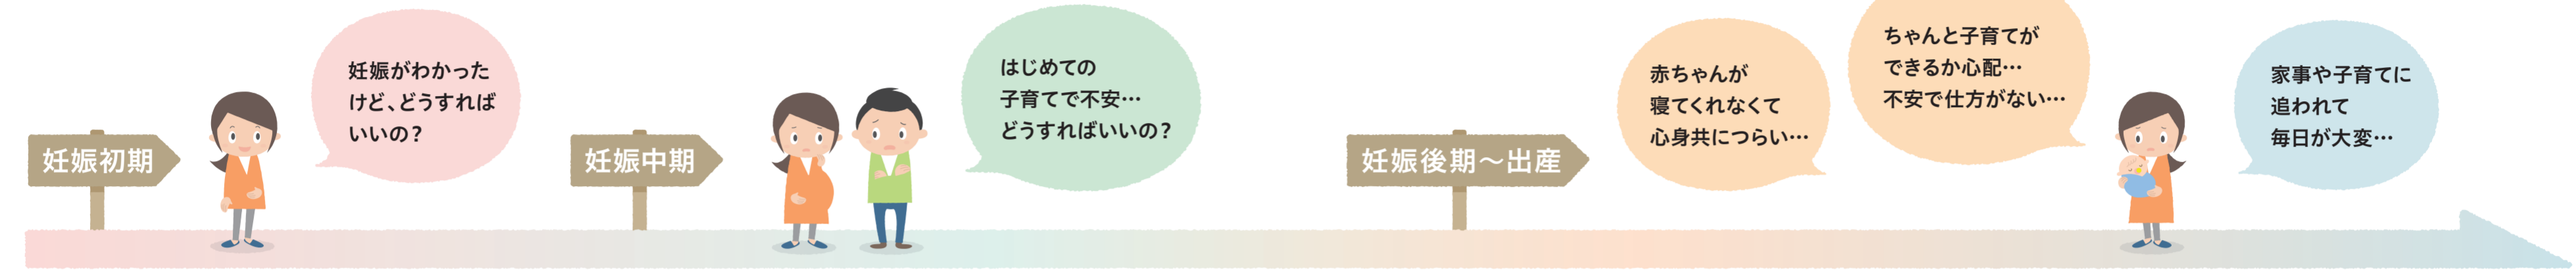 妊娠初期
妊娠がわかった
けど、どうすれば
いいの?
妊娠中期
はじめての
子育てで不安…
どうすればいいの?
妊娠後期～出産
赤ちゃんが
寝てくれなくて
心身共につらい…
ちゃんと子育てが
できるか心配…
不安で仕方がない…
家事や子育てに
追われて
毎日が大変…